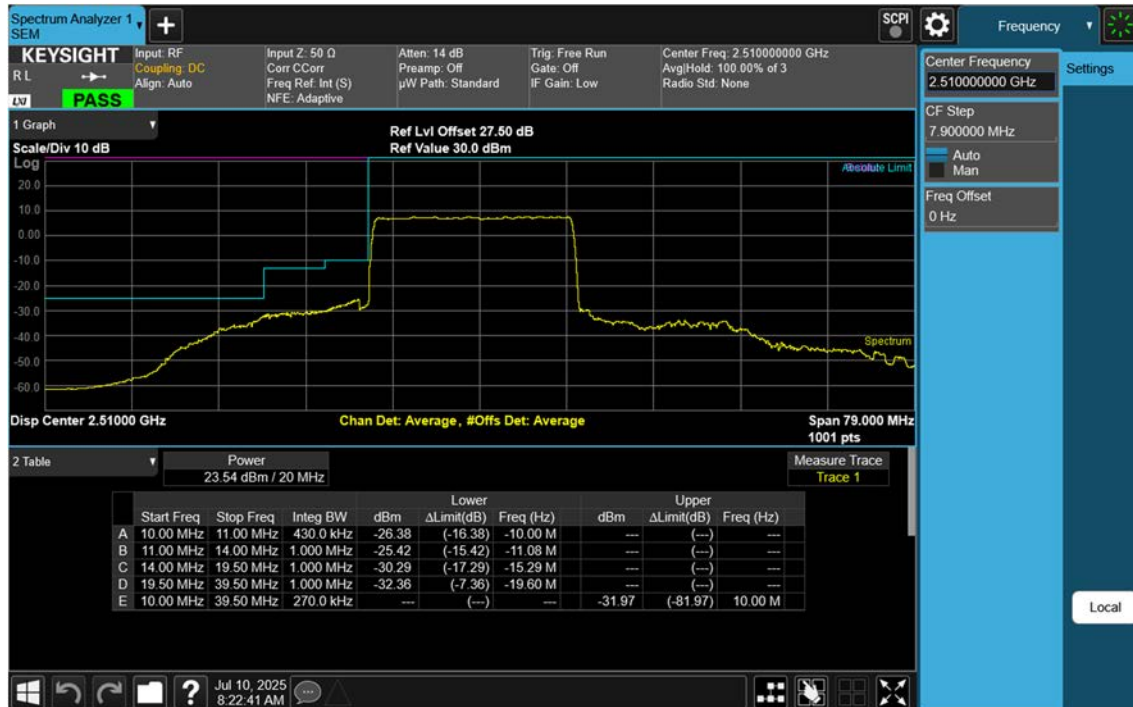 Spectrum Analyzer 1
SEM
SCPI
Frequency
KEYSIGHT
R L
LXI
PASS
Input: RF
Coupling: DC
Align: Auto
Input Z: 50 Ω
Corr CCorr
Freq Ref: Int (S)
NFE: Adaptive
Atten: 14 dB
Preamp: Off
µW Path: Standard
Trig: Free Run
Gate: Off
IF Gain: Low
Center Freq: 2.510000000 GHz
Avg|Hold: 100.00% of 3
Radio Std: None
Center Frequency
2.510000000 GHz
Settings
CF Step
7.900000 MHz
Auto
Man
Freq Offset
0 Hz
1 Graph
Scale/Div 10 dB
Ref Lvl Offset 27.50 dB
Ref Value 30.0 dBm
Log
Absolute Limit
20.0
10.0
0.00
-10.0
-20.0
-30.0
-40.0
-50.0
-60.0
Spectrum
Disp Center 2.51000 GHz
Chan Det: Average, #Offs Det: Average
Span 79.000 MHz
1001 pts
2 Table
Power
23.54 dBm / 20 MHz
Measure Trace
Trace 1
Lower Upper
Start Freq Stop Freq Integ BW dBm ΔLimit(dB) Freq (Hz) dBm ΔLimit(dB) Freq (Hz)
A 10.00 MHz 11.00 MHz 430.0 kHz -26.38 (-16.38) -10.00 M --- (---) ---
B 11.00 MHz 14.00 MHz 1.000 MHz -25.42 (-15.42) -11.08 M --- (---) ---
C 14.00 MHz 19.50 MHz 1.000 MHz -30.29 (-17.29) -15.29 M --- (---) ---
D 19.50 MHz 39.50 MHz 1.000 MHz -32.36 (-7.36) -19.60 M --- (---) ---
E 10.00 MHz 39.50 MHz 270.0 kHz --- (---) --- -31.97 (-81.97) 10.00 M
Local
Jul 10, 2025
8:22:41 AM